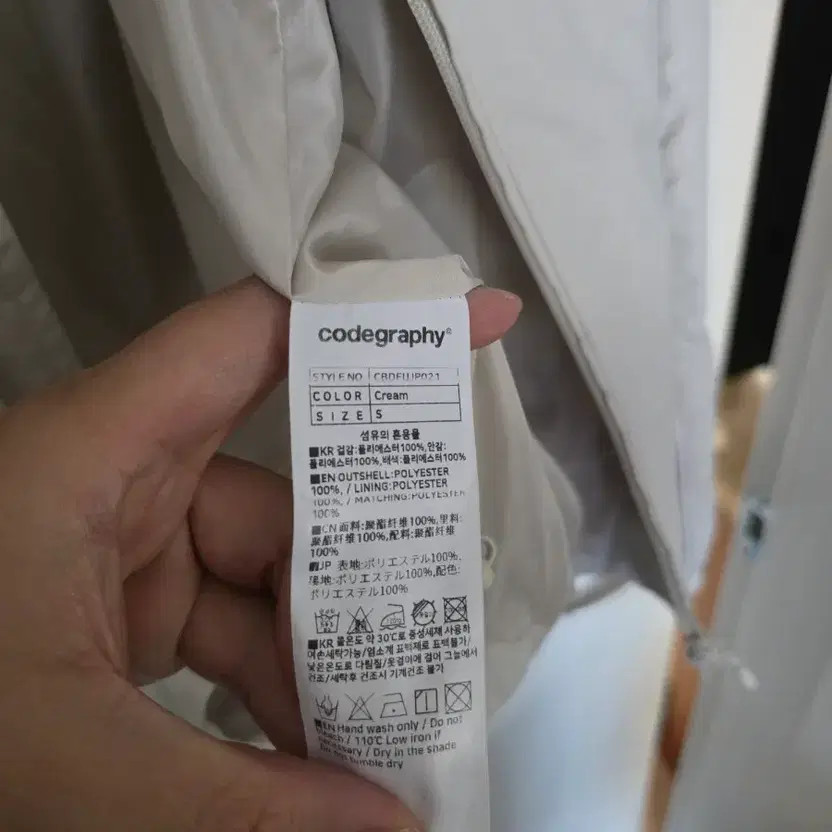 codegraphy®
STYLE NO
COLOR Cream
SIZE S
섬유의 혼용율
■KR 겉감:폴리에스터100%,안감:
폴리에스터100%,배색:폴리에스터100%
■EN OUTSHELL:POLYESTER
100%, / LINING:POLYESTER
100%, / MATCHING:POLYESTER
100%
■CN 面料:聚酯纤维100%,里料:
聚酯纤维100%,配料:聚酯纤维
100%
■JP 表地:ポリエステル100%,
ポリエステル100%,配色:
ポリエステル100%
■KR 물온도 약 30℃로 중성세제 사용하
여손세탁가능/염소계 표백제로 표백불가/
낮은온도로 다림질/옷걸이에 걸어 그늘에서
건조/세탁후 건조시 기계건조 불가
■EN Hand wash only / Do not
bleach / 110℃ Low iron if
necessary / Dry in the shade
Do not tumble dry